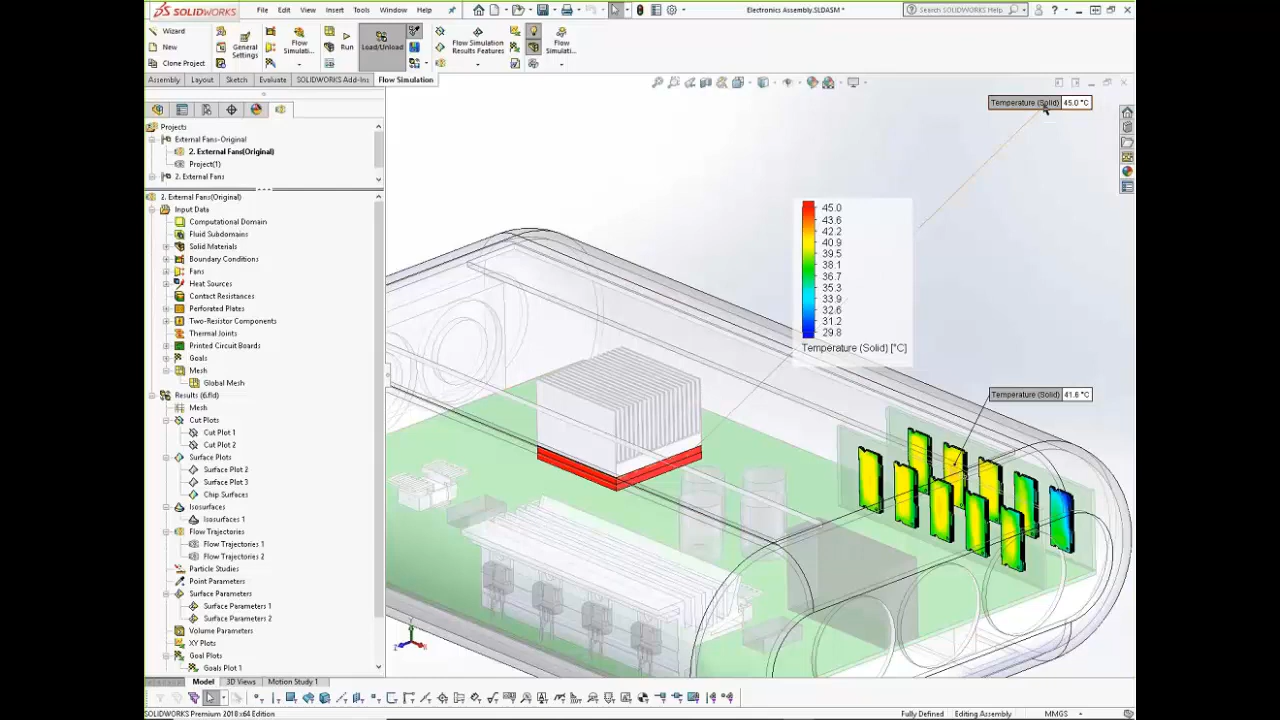 SOLIDWORKS File Edit View Insert Tools Window Help Electronics Assembly.SLDASM Search SOLIDWORKS Help
Wizard
New
Clone Project
General Settings
Flow Simulati...
Run
Load/Unload
Flow Simulation Results Features
Flow Simulati...
Assembly Layout Sketch Evaluate SOLIDWORKS Add-Ins Flow Simulation
Projects
External Fans-Original
2. External Fans(Original)
Project(1)
2. External Fans
2. External Fans(Original)
Input Data
Computational Domain
Fluid Subdomains
Solid Materials
Boundary Conditions
Fans
Heat Sources
Contact Resistances
Perforated Plates
Two-Resistor Components
Thermal Joints
Printed Circuit Boards
Goals
Mesh
Global Mesh
Results (6.fld)
Mesh
Cut Plots
Cut Plot 1
Cut Plot 2
Surface Plots
Surface Plot 2
Surface Plot 3
Chip Surfaces
Isosurfaces
Isosurfaces 1
Flow Trajectories
Flow Trajectories 1
Flow Trajectories 2
Particle Studies
Point Parameters
Surface Parameters
Surface Parameters 1
Surface Parameters 2
Volume Parameters
XY Plots
Goal Plots
Goals Plot 1
Temperature (Solid) 45.0 °C
45.0
43.6
42.2
40.9
39.5
38.1
36.7
35.3
33.9
32.6
31.2
29.8
Temperature (Solid) [°C]
Temperature (Solid) 41.6 °C
Model 3D Views Motion Study 1
SOLIDWORKS Premium 2018 x64 Edition Fully Defined Editing Assembly MMGS